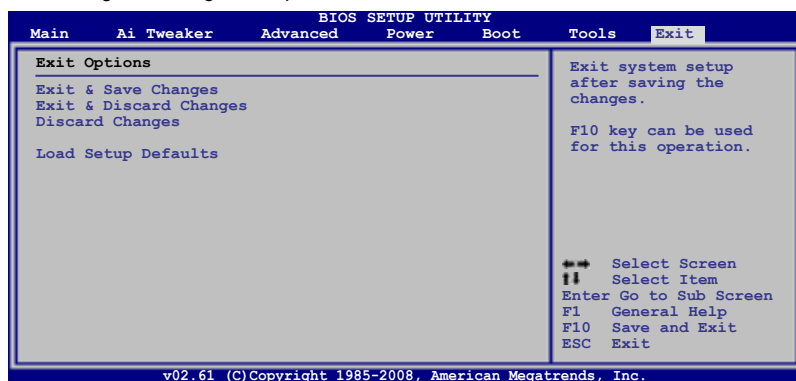 BIOS SETUP UTILITY
Main Ai Tweaker Advanced Power Boot Tools Exit
Exit Options
Exit & Save Changes
Exit & Discard Changes
Discard Changes
Load Setup Defaults
Exit system setup
after saving the
changes.
F10 key can be used
for this operation.
Select Screen
Select Item
Enter Go to Sub Screen
F1 General Help
F10 Save and Exit
ESC Exit
v02.61 (C)Copyright 1985-2008, American Megatrends, Inc.